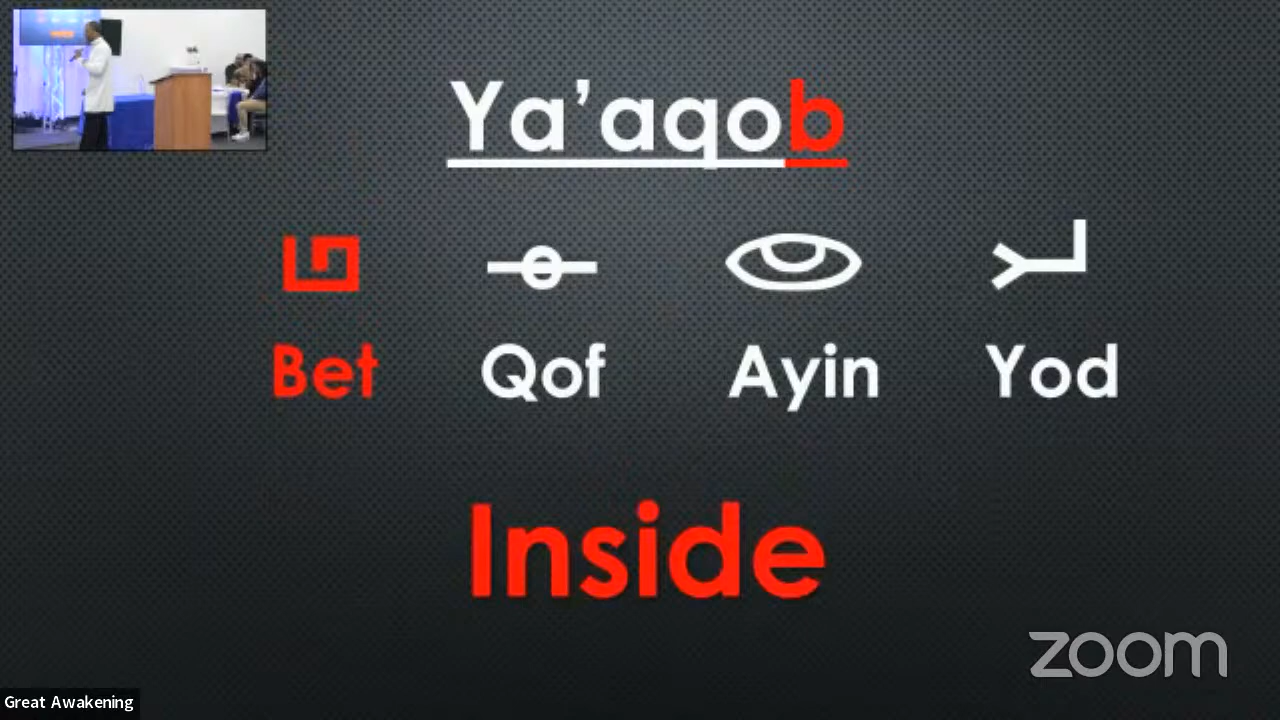 Ya’aqob
Bet Qof Ayin Yod
Inside
zoom
Great Awakening